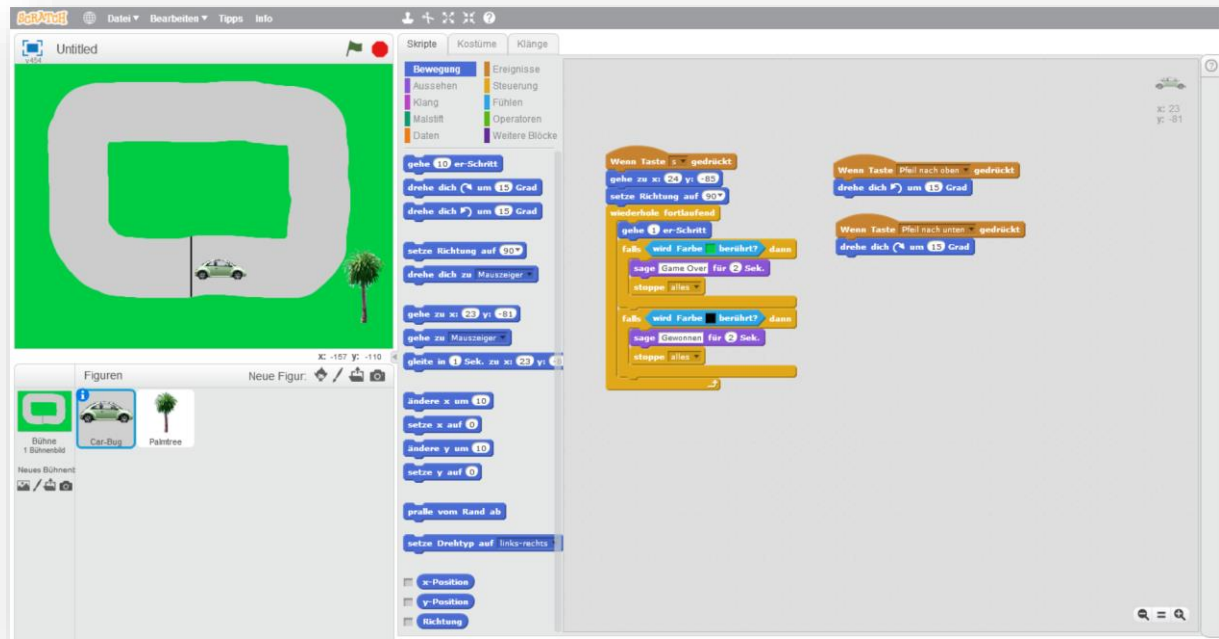 SCRATCH Datei Bearbeiten Tipps Info
Untitled
v454
x: -157 y: -110
Figuren Neue Figur:
Bühne
1 Bühnenbild
Car-Bug
Palmtree
Neues Bühnenb
Skripte Kostüme Klänge
Bewegung Ereignisse
Aussehen Steuerung
Klang Fühlen
Malstift Operatoren
Daten Weitere Blöcke
gehe 10 er-Schritt
drehe dich um 15 Grad
drehe dich um 15 Grad
setze Richtung auf 90
drehe dich zu Mauszeiger
gehe zu x: 23 y: -81
gehe zu Mauszeiger
gleite in 1 Sek. zu x: 23 y: -8
ändere x um 10
setze x auf 0
ändere y um 10
setze y auf 0
pralle vom Rand ab
setze Drehtyp auf links-rechts
x-Position
y-Position
Richtung
Wenn Taste s gedrückt
gehe zu x: 24 y: -85
setze Richtung auf 90
wiederhole fortlaufend
gehe 1 er-Schritt
falls wird Farbe berührt? dann
sage Game Over für 2 Sek.
stoppe alles
falls wird Farbe berührt? dann
sage Gewonnen für 2 Sek.
stoppe alles
Wenn Taste Pfeil nach oben gedrückt
drehe dich um 15 Grad
Wenn Taste Pfeil nach unten gedrückt
drehe dich um 15 Grad
x: 23
y: -81